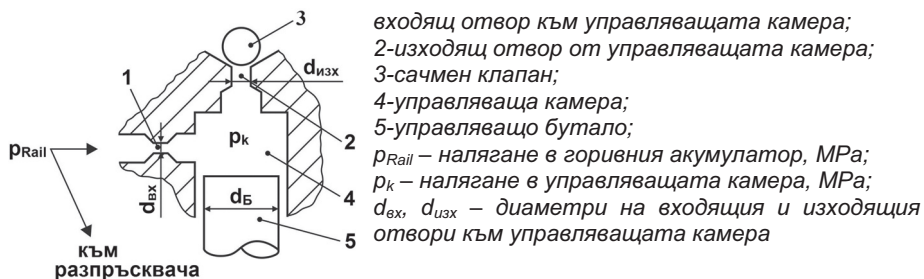 3
dизх
1
pRail
pk
2
dвх
dБ
4
5
към
разпръсквача
входящ отвор към управляващата камера;
2-изходящ отвор от управляващата камера;
3-сачмен клапан;
4-управляваща камера;
5-управляващо бутало;
pRail – налягане в горивния акумулатор, MPa;
pk – налягане в управляващата камера, MPa;
dвх, dизх – диаметри на входящия и изходящия
отвори към управляващата камера